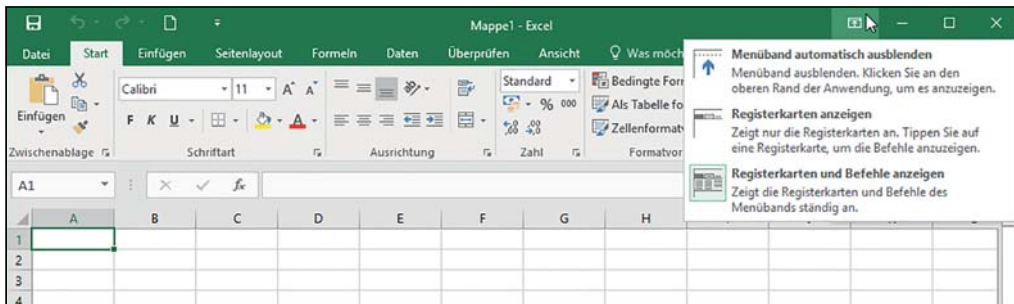 Mappe1 - Excel
Datei Start Einfügen Seitenlayout Formeln Daten Überprüfen Ansicht Was möch
Calibri 11 A A Standard Bedingte For
Einfügen F K U A % 000 Als Tabelle fo
Zellenformat
Zwischenablage Schriftart Ausrichtung Zahl Formatvor
Menüband automatisch ausblenden
Menüband ausblenden. Klicken Sie an den
oberen Rand der Anwendung, um es anzuzeigen.
Registerkarten anzeigen
Zeigt nur die Registerkarten an. Tippen Sie auf
eine Registerkarte, um die Befehle anzuzeigen.
Registerkarten und Befehle anzeigen
Zeigt die Registerkarten und Befehle des
Menübands ständig an.
A1 fx
A B C D E F G H
1
2
3
4